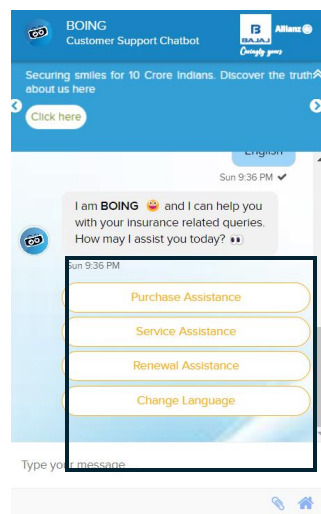 BOING
Customer Support Chatbot
B
BAJAJ
Allianz
Caringly yours
Securing smiles for 10 Crore Indians. Discover the truth
about us here
Click here
English
Sun 9:36 PM
I am BOING 😀 and I can help you
with your insurance related queries.
How may I assist you today? 👀
Sun 9:36 PM
Purchase Assistance
Service Assistance
Renewal Assistance
Change Language
Type your message